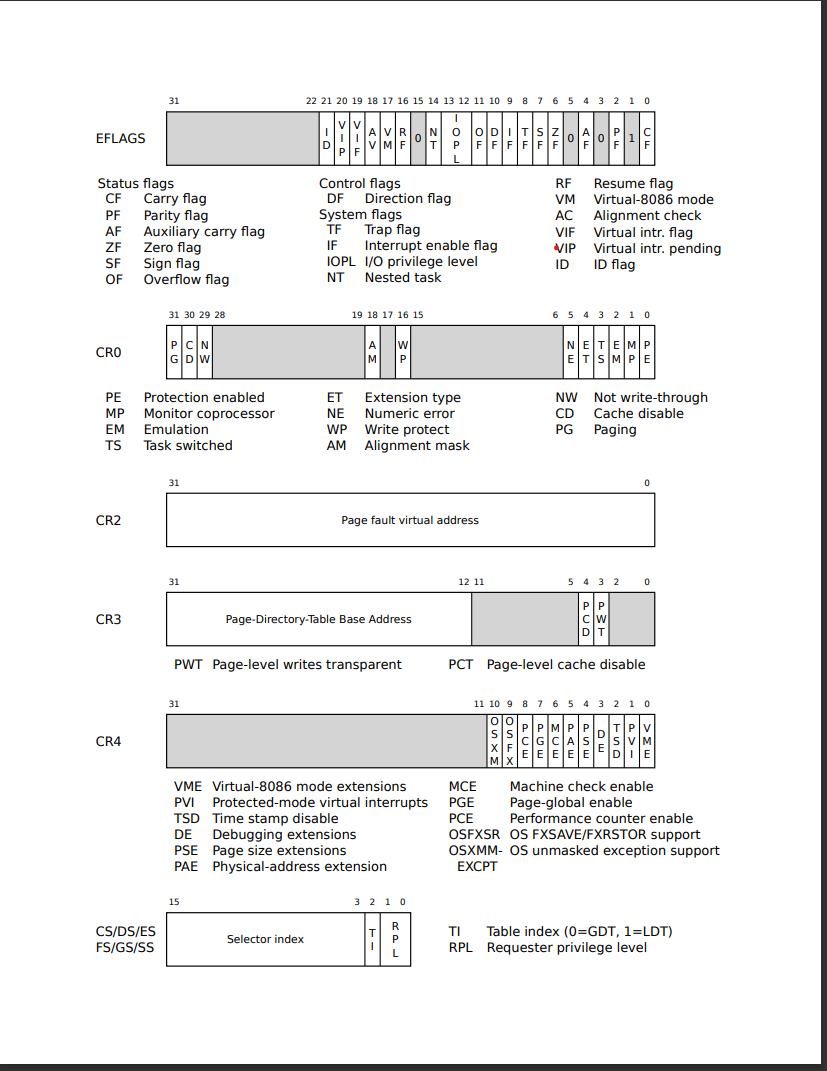 31 22 21 20 19 18 17 16 15 14 13 12 11 10 9 8 7 6 5 4 3 2 1 0
EFLAGS ID VIP VIF AV VM RF 0 NT IOPL OF DF IF TF SF ZF 0 AF 0 PF 1 CF
Status flags Control flags RF Resume flag
CF Carry flag DF Direction flag VM Virtual-8086 mode
PF Parity flag System flags AC Alignment check
AF Auxiliary carry flag TF Trap flag VIF Virtual intr. flag
ZF Zero flag IF Interrupt enable flag VIP Virtual intr. pending
SF Sign flag IOPL I/O privilege level ID ID flag
OF Overflow flag NT Nested task
31 30 29 28 19 18 17 16 15 6 5 4 3 2 1 0
CR0 PG CD NW AM WP NE ET TS EM MP PE
PE Protection enabled ET Extension type NW Not write-through
MP Monitor coprocessor NE Numeric error CD Cache disable
EM Emulation WP Write protect PG Paging
TS Task switched AM Alignment mask
31 0
CR2 Page fault virtual address
31 12 11 5 4 3 2 0
CR3 Page-Directory-Table Base Address PCD PWT
PWT Page-level writes transparent PCT Page-level cache disable
31 11 10 9 8 7 6 5 4 3 2 1 0
CR4 OSXM OSFX PCE PGE MCE PAE PSE DE TSD PVI VME
VME Virtual-8086 mode extensions MCE Machine check enable
PVI Protected-mode virtual interrupts PGE Page-global enable
TSD Time stamp disable PCE Performance counter enable
DE Debugging extensions OSFXSR OS FXSAVE/FXRSTOR support
PSE Page size extensions OSXMM- OS unmasked exception support
PAE Physical-address extension EXCPT
15 3 2 1 0
CS/DS/ES Selector index TI RPL TI Table index (0=GDT, 1=LDT)
FS/GS/SS RPL Requester privilege level